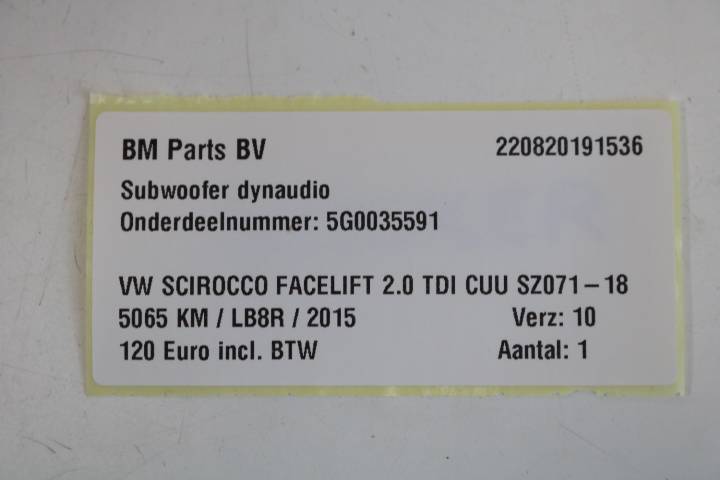 BM Parts BV 220820191536
Subwoofer dynaudio
Onderdeelnummer: 5G0035591
VW SCIROCCO FACELIFT 2.0 TDI CUU SZ071-18
5065 KM / LB8R / 2015 Verz: 10
120 Euro incl. BTW Aantal: 1